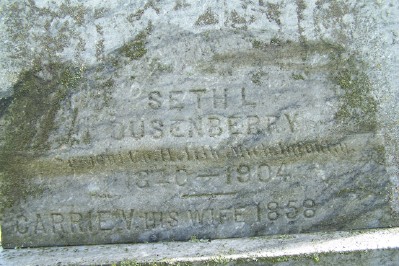 SETH L.
DUSENBERRY
1840-1904
CARRIE V. HIS WIFE 1858